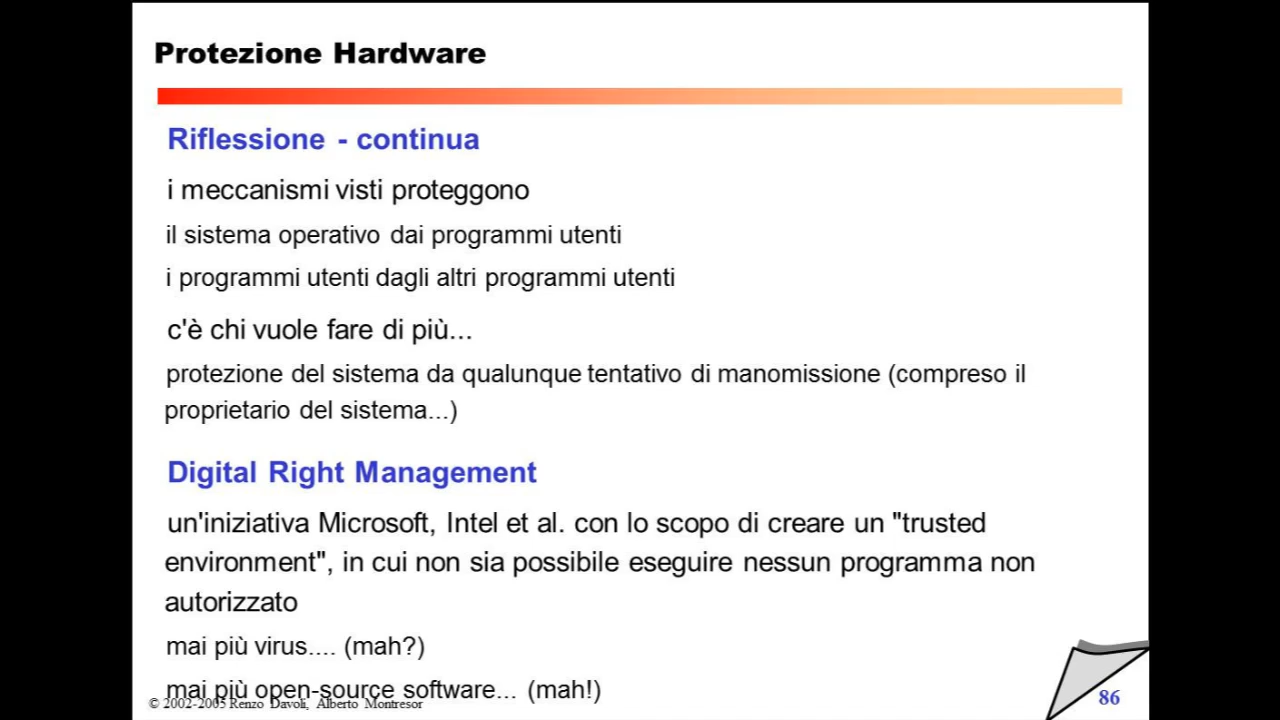 Protezione Hardware
Riflessione - continua
i meccanismi visti proteggono
il sistema operativo dai programmi utenti
i programmi utenti dagli altri programmi utenti
c'è chi vuole fare di più...
protezione del sistema da qualunque tentativo di manomissione (compreso il
proprietario del sistema...)
Digital Right Management
un'iniziativa Microsoft, Intel et al. con lo scopo di creare un "trusted
environment", in cui non sia possibile eseguire nessun programma non
autorizzato
mai più virus.... (mah?)
mai più open-source software... (mah!)
© 2002-2005 Renzo Davoli, Alberto Montresor
86